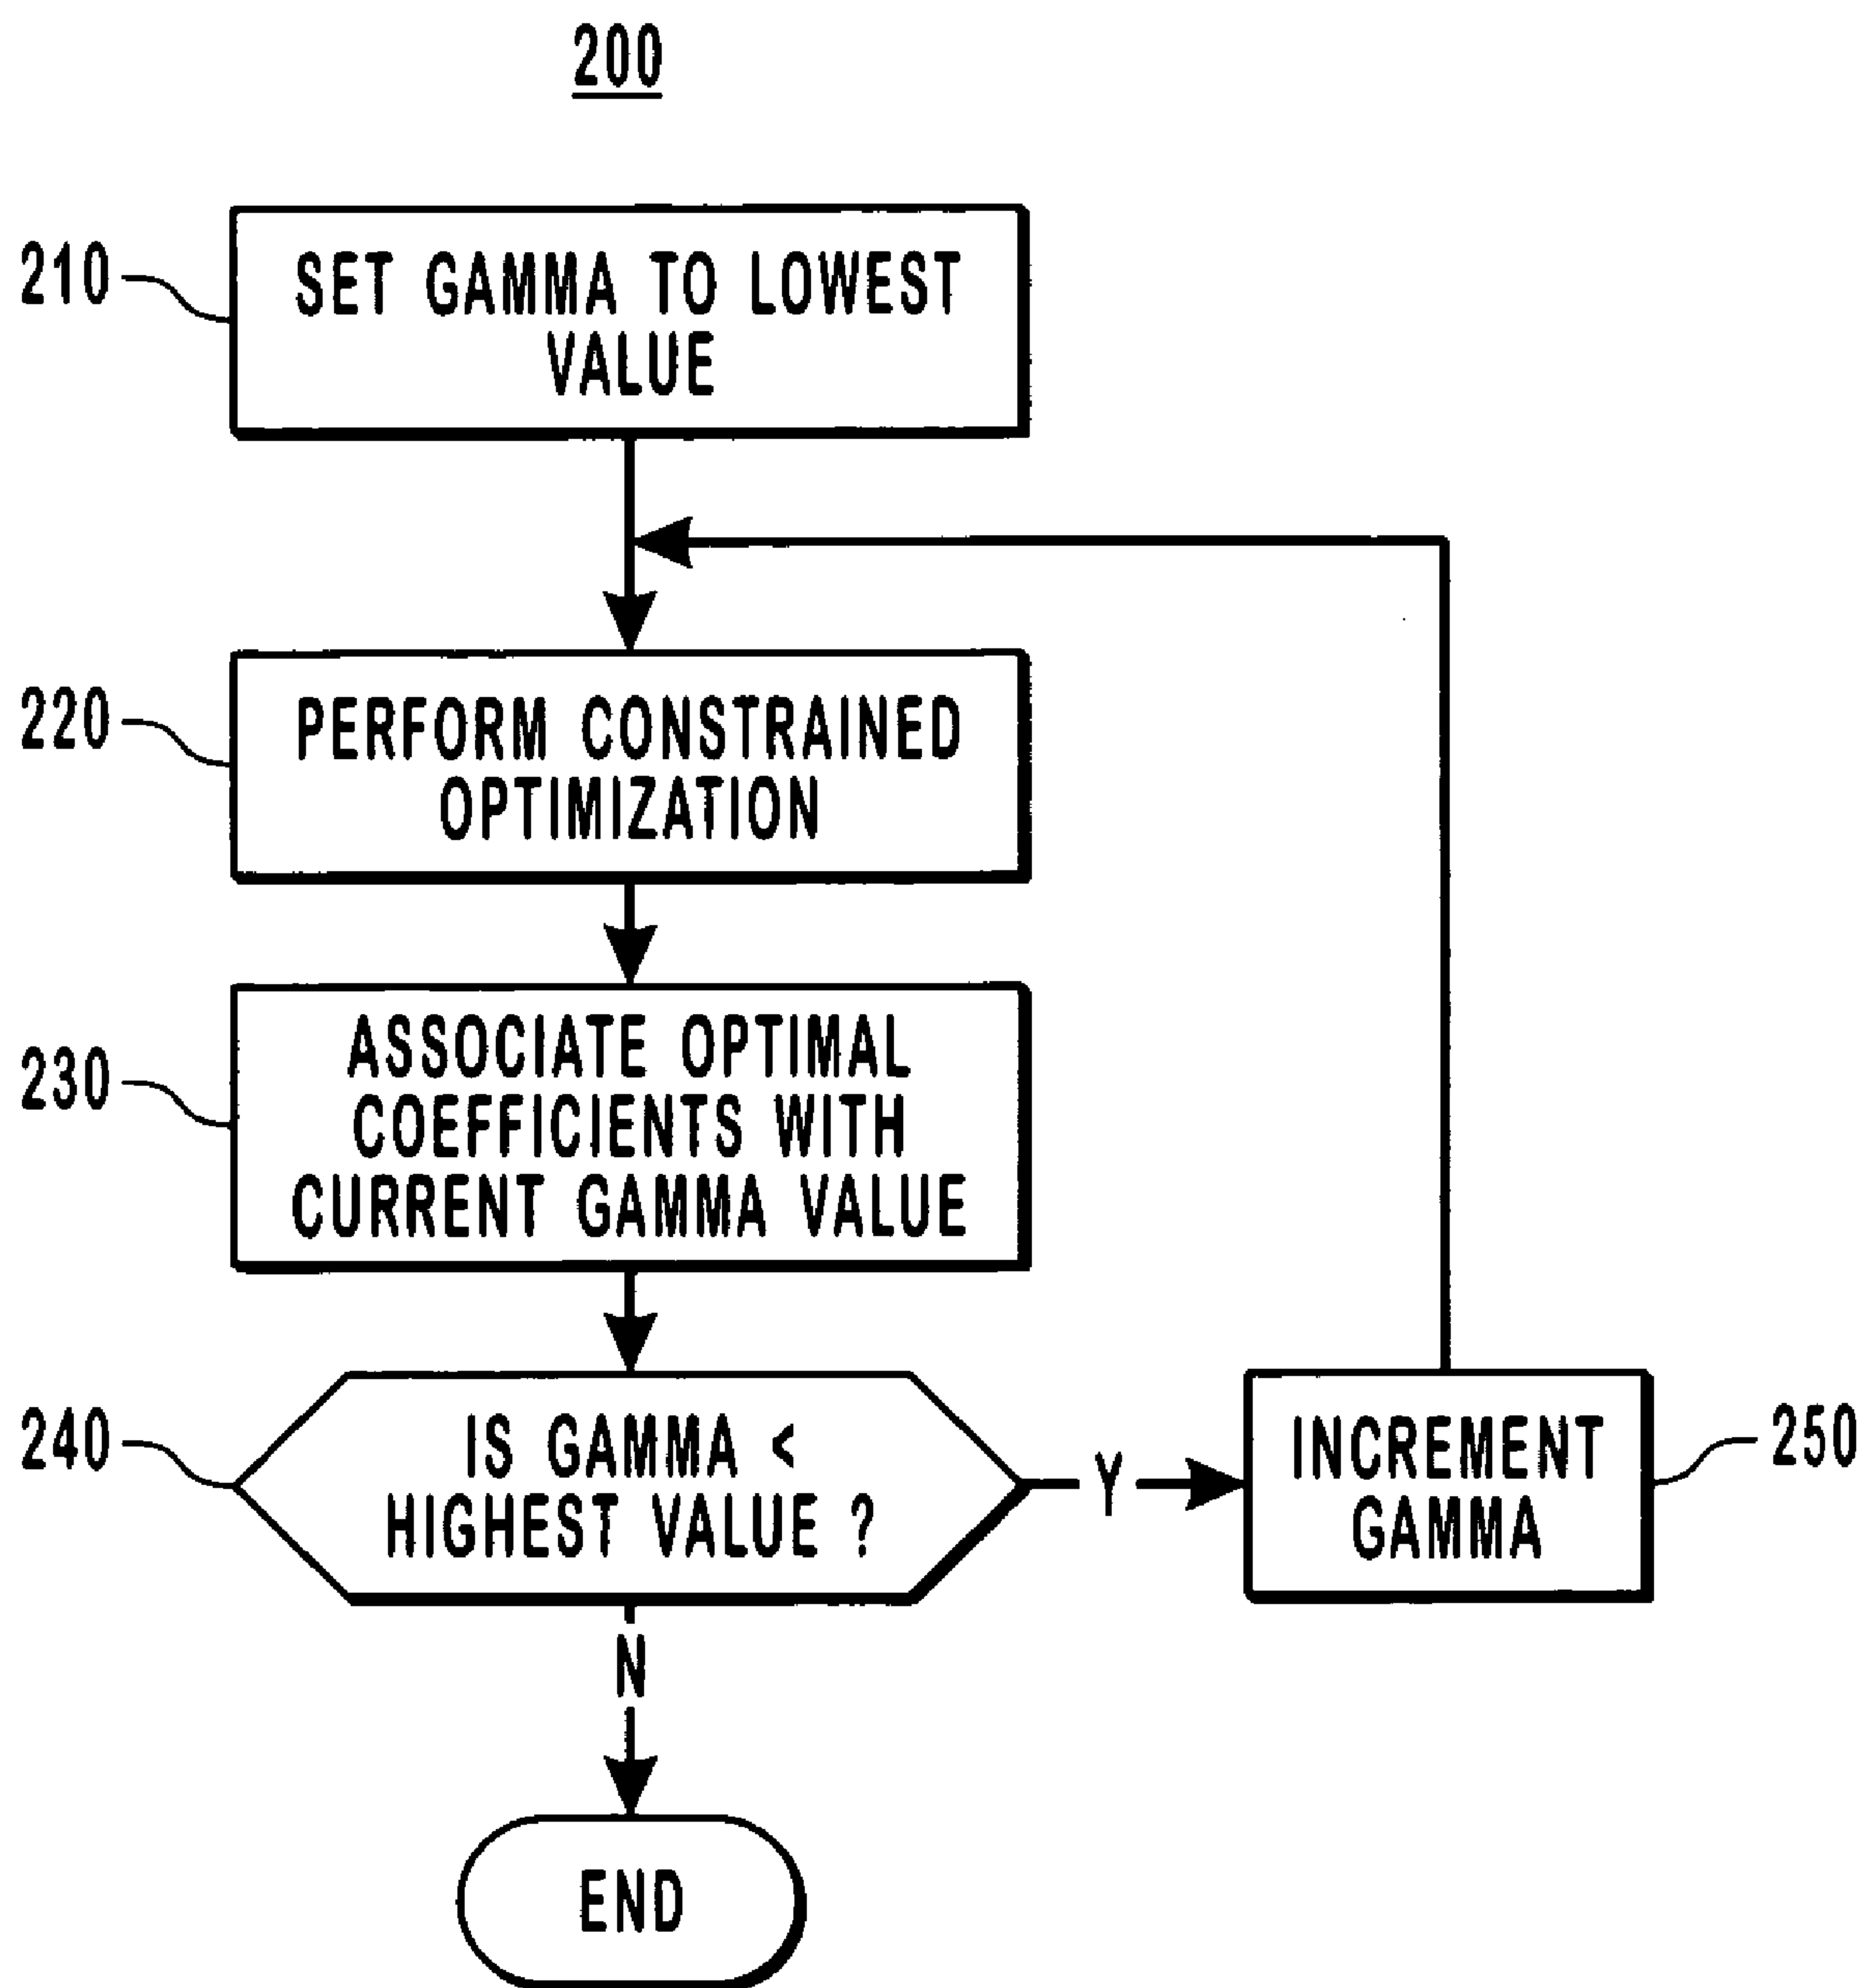 200
210
SET GAMMA TO LOWEST
VALUE
220
PERFORM CONSTRAINED
OPTIMIZATION
230
ASSOCIATE OPTIMAL
COEFFICIENTS WITH
CURRENT GAMMA VALUE
240
IS GAMMA <
HIGHEST VALUE ?
Y
INCREMENT
GAMMA
250
N
END